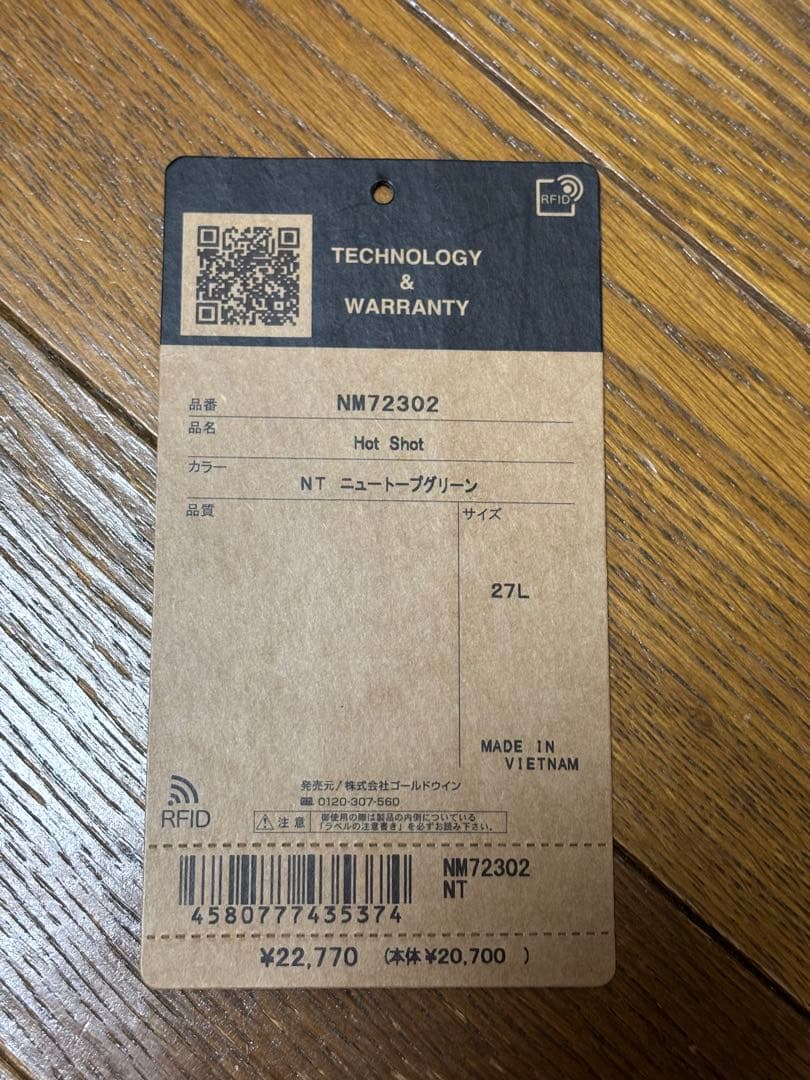 RFID
TECHNOLOGY
&
WARRANTY
品番 NM72302
品名 Hot Shot
カラー NT ニュートープグリーン
品質 サイズ
27L
MADE IN
VIETNAM
発売元/株式会社ゴールドウイン
0120-307-560
RFID
注意 御使用の際は製品の内側についている
「ラベルの注意書き」を必ずお読み下さい。
NM72302
NT
4580777435374
¥22,770 (本体¥20,700 )